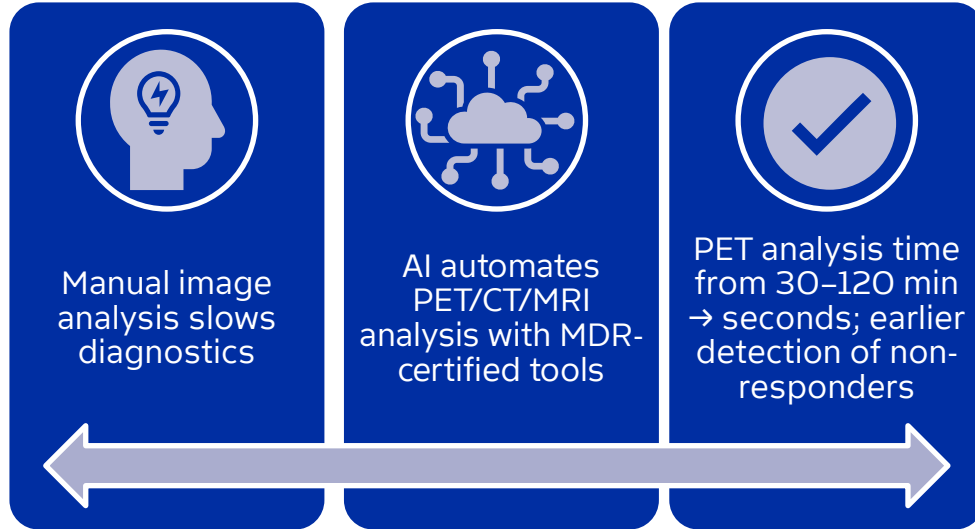 Manual image
analysis slows
diagnostics
AI automates
PET/CT/MRI
analysis with MDR-
certified tools
PET analysis time
from 30–120 min
→ seconds; earlier
detection of non-
responders